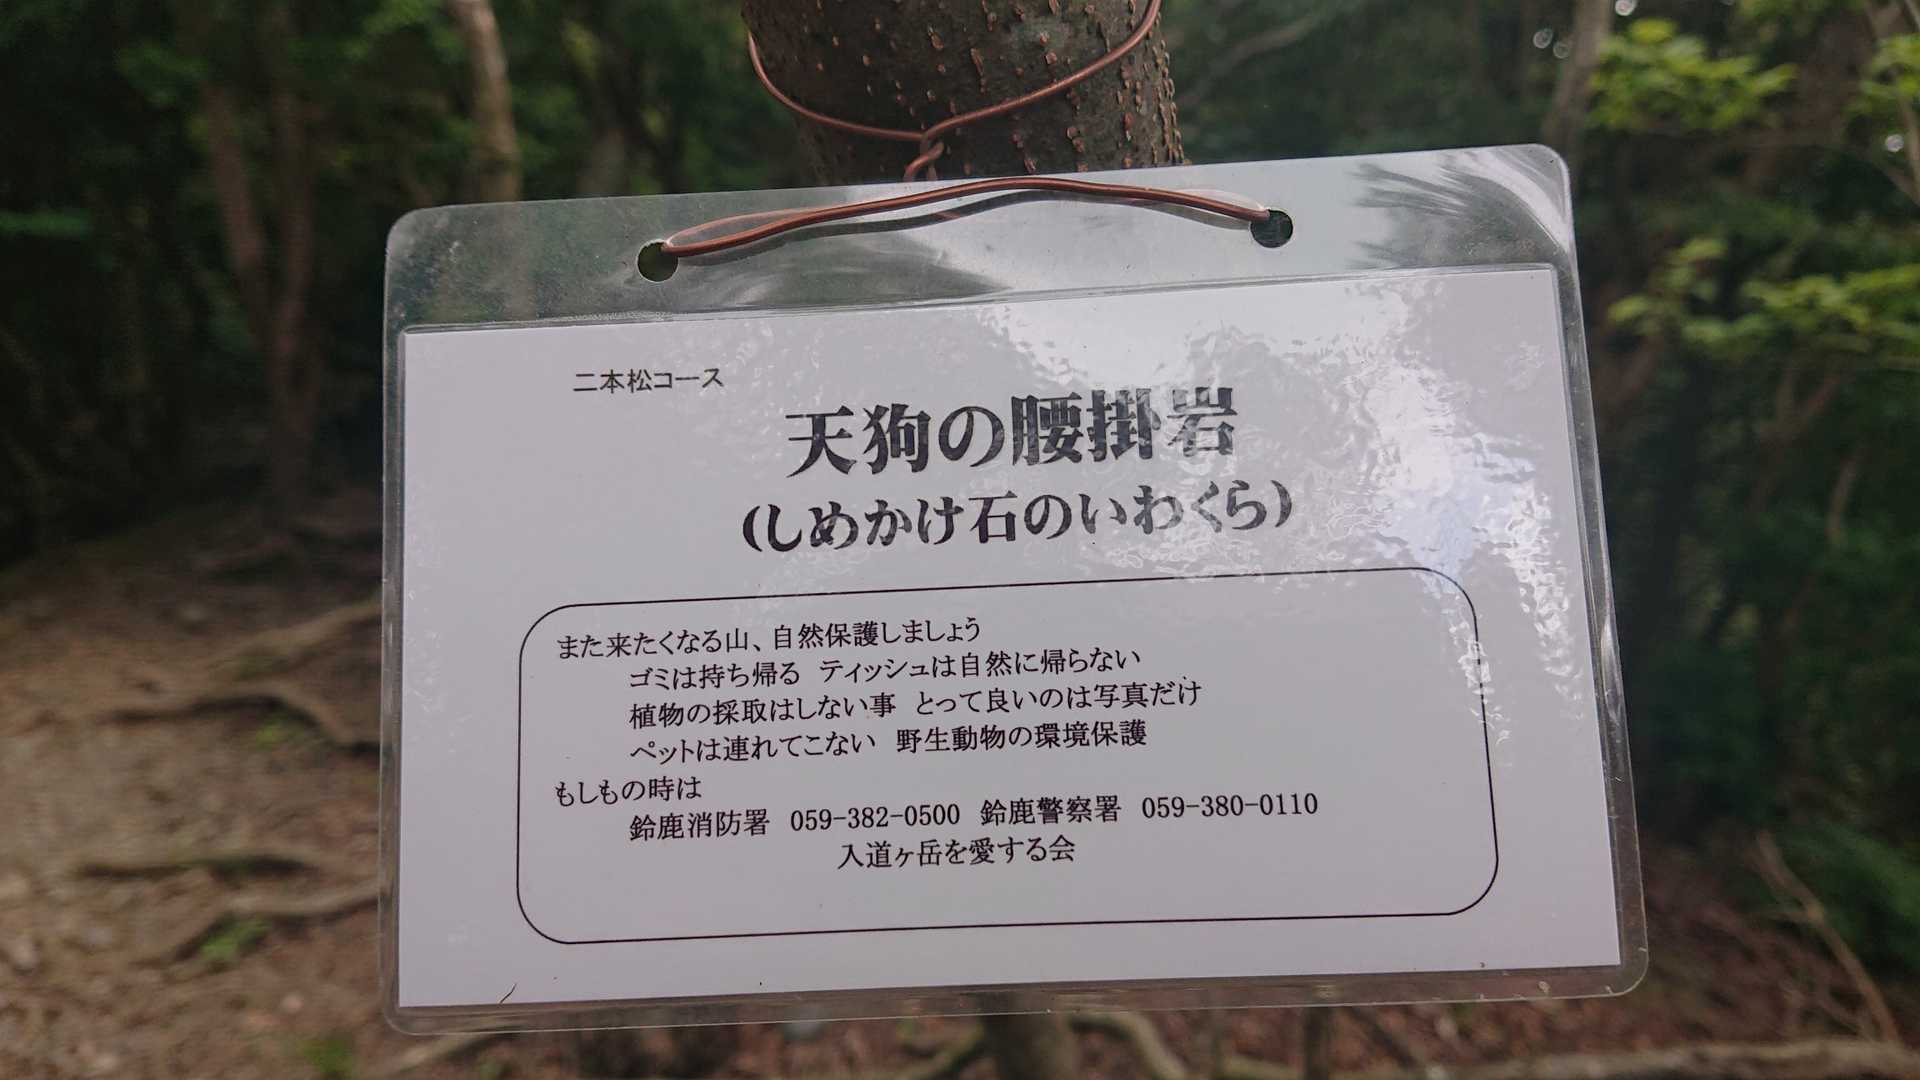 二本松コース
天狗の腰掛岩
(しめかけ石のいわくら)
また来たくなる山、自然保護しましょう
ゴミは持ち帰る ティッシュは自然に帰らない
植物の採取はしない事 とって良いのは写真だけ
ペットは連れてこない 野生動物の環境保護
もしもの時は
鈴鹿消防署 059-382-0500 鈴鹿警察署 059-380-0110
入道ヶ岳を愛する会